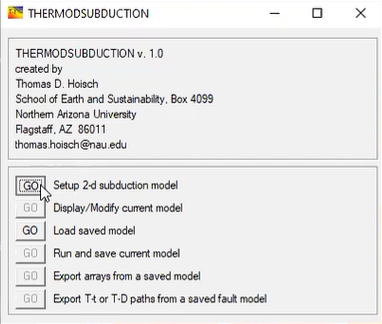 THERMODSUBDUCTION
THERMODSUBDUCTION v. 1.0
created by
Thomas D. Hoisch
School of Earth and Sustainability, Box 4099
Northern Arizona University
Flagstaff, AZ 86011
thomas.hoisch@nau.edu
GO Setup 2-d subduction model
GO Display/Modify current model
GO Load saved model
GO Run and save current model
GO Export arrays from a saved model
GO Export T-t or T-D paths from a saved fault model